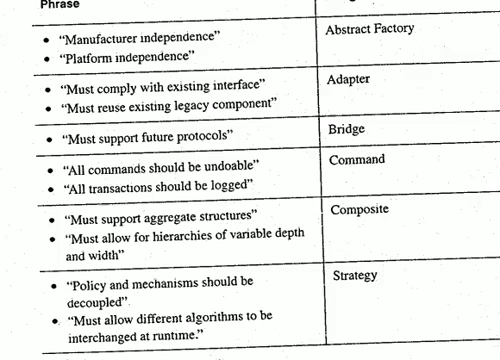 Phrase
• “Manufacturer independence”
Abstract Factory
• “Platform independence”
• “Must comply with existing interface”
Adapter
• “Must reuse existing legacy component”
• “Must support future protocols”
Bridge
• “All commands should be undoable”
Command
• “All transactions should be logged”
• “Must support aggregate structures”
Composite
• “Must allow for hierarchies of variable depth
and width”
• “Policy and mechanisms should be
Strategy
decoupled”
• “Must allow different algorithms to be
interchanged at runtime.”